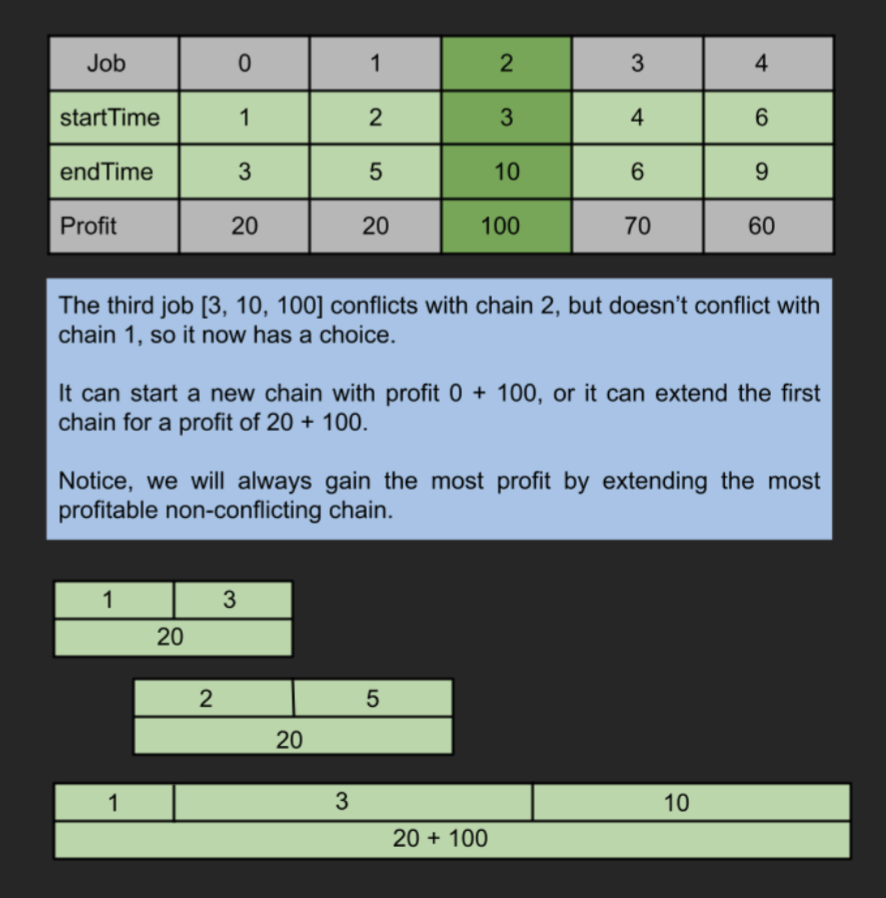 Job 0 1 2 3 4
startTime 1 2 3 4 6
endTime 3 5 10 6 9
Profit 20 20 100 70 60
The third job [3, 10, 100] conflicts with chain 2, but doesn’t conflict with
chain 1, so it now has a choice.
It can start a new chain with profit 0 + 100, or it can extend the first
chain for a profit of 20 + 100.
Notice, we will always gain the most profit by extending the most
profitable non-conflicting chain.
1 3
20
2 5
20
1 3 10
20 + 100